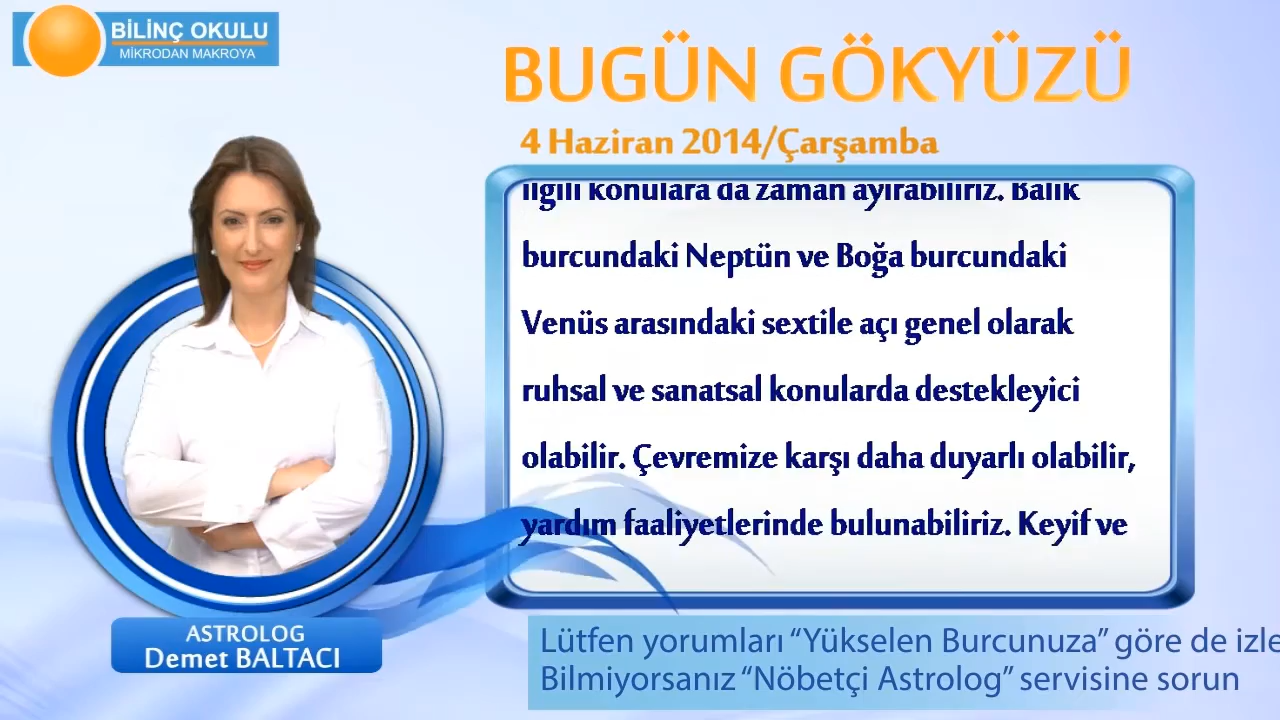 BİLİNÇ OKULU
MİKRODAN MAKROYA
BUGÜN GÖKYÜZÜ
4 Haziran 2014/Çarşamba
ilgili konulara da zaman ayırabiliriz. Balık
burcundaki Neptün ve Boğa burcundaki
Venüs arasındaki sextile açı genel olarak
ruhsal ve sanatsal konularda destekleyici
olabilir. Çevremize karşı daha duyarlı olabilir,
yardım faaliyetlerinde bulunabiliriz. Keyif ve
ASTROLOG
Demet BALTACI
Lütfen yorumları “Yükselen Burcunuza” göre de izle
Bilmiyorsanız “Nöbetçi Astrolog” servisine sorun